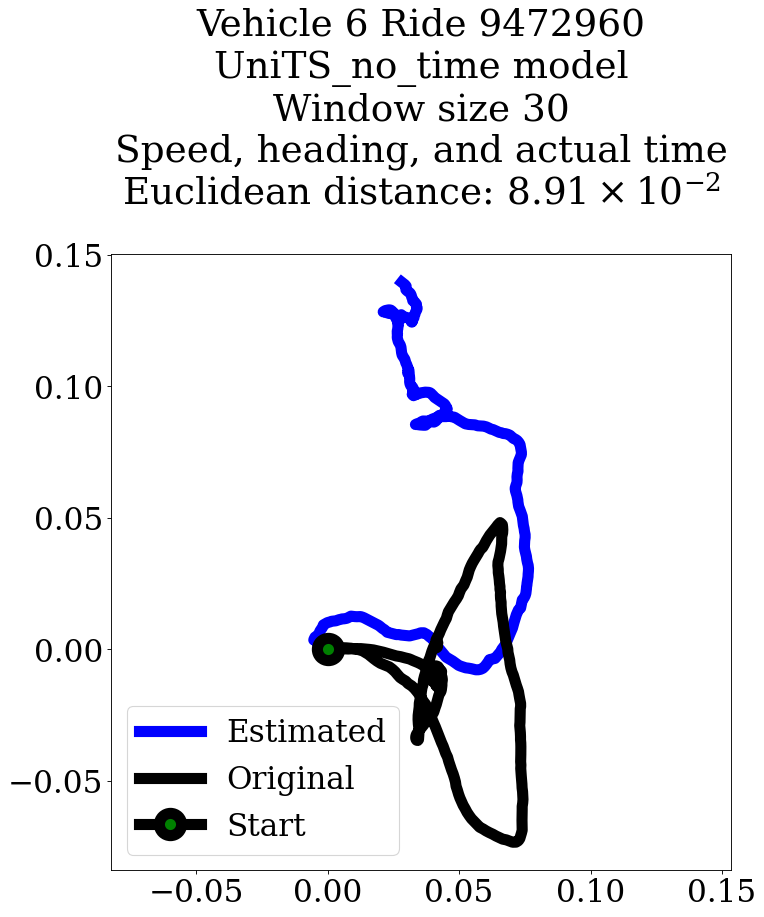 Vehicle 6 Ride 9472960
UniTS_no_time model
Window size 30
Speed, heading, and actual time
Euclidean distance: 8.91 × 10⁻²
0.15
0.10
0.05
0.00
−0.05
Estimated
Original
Start
−0.05 0.00 0.05 0.10 0.15